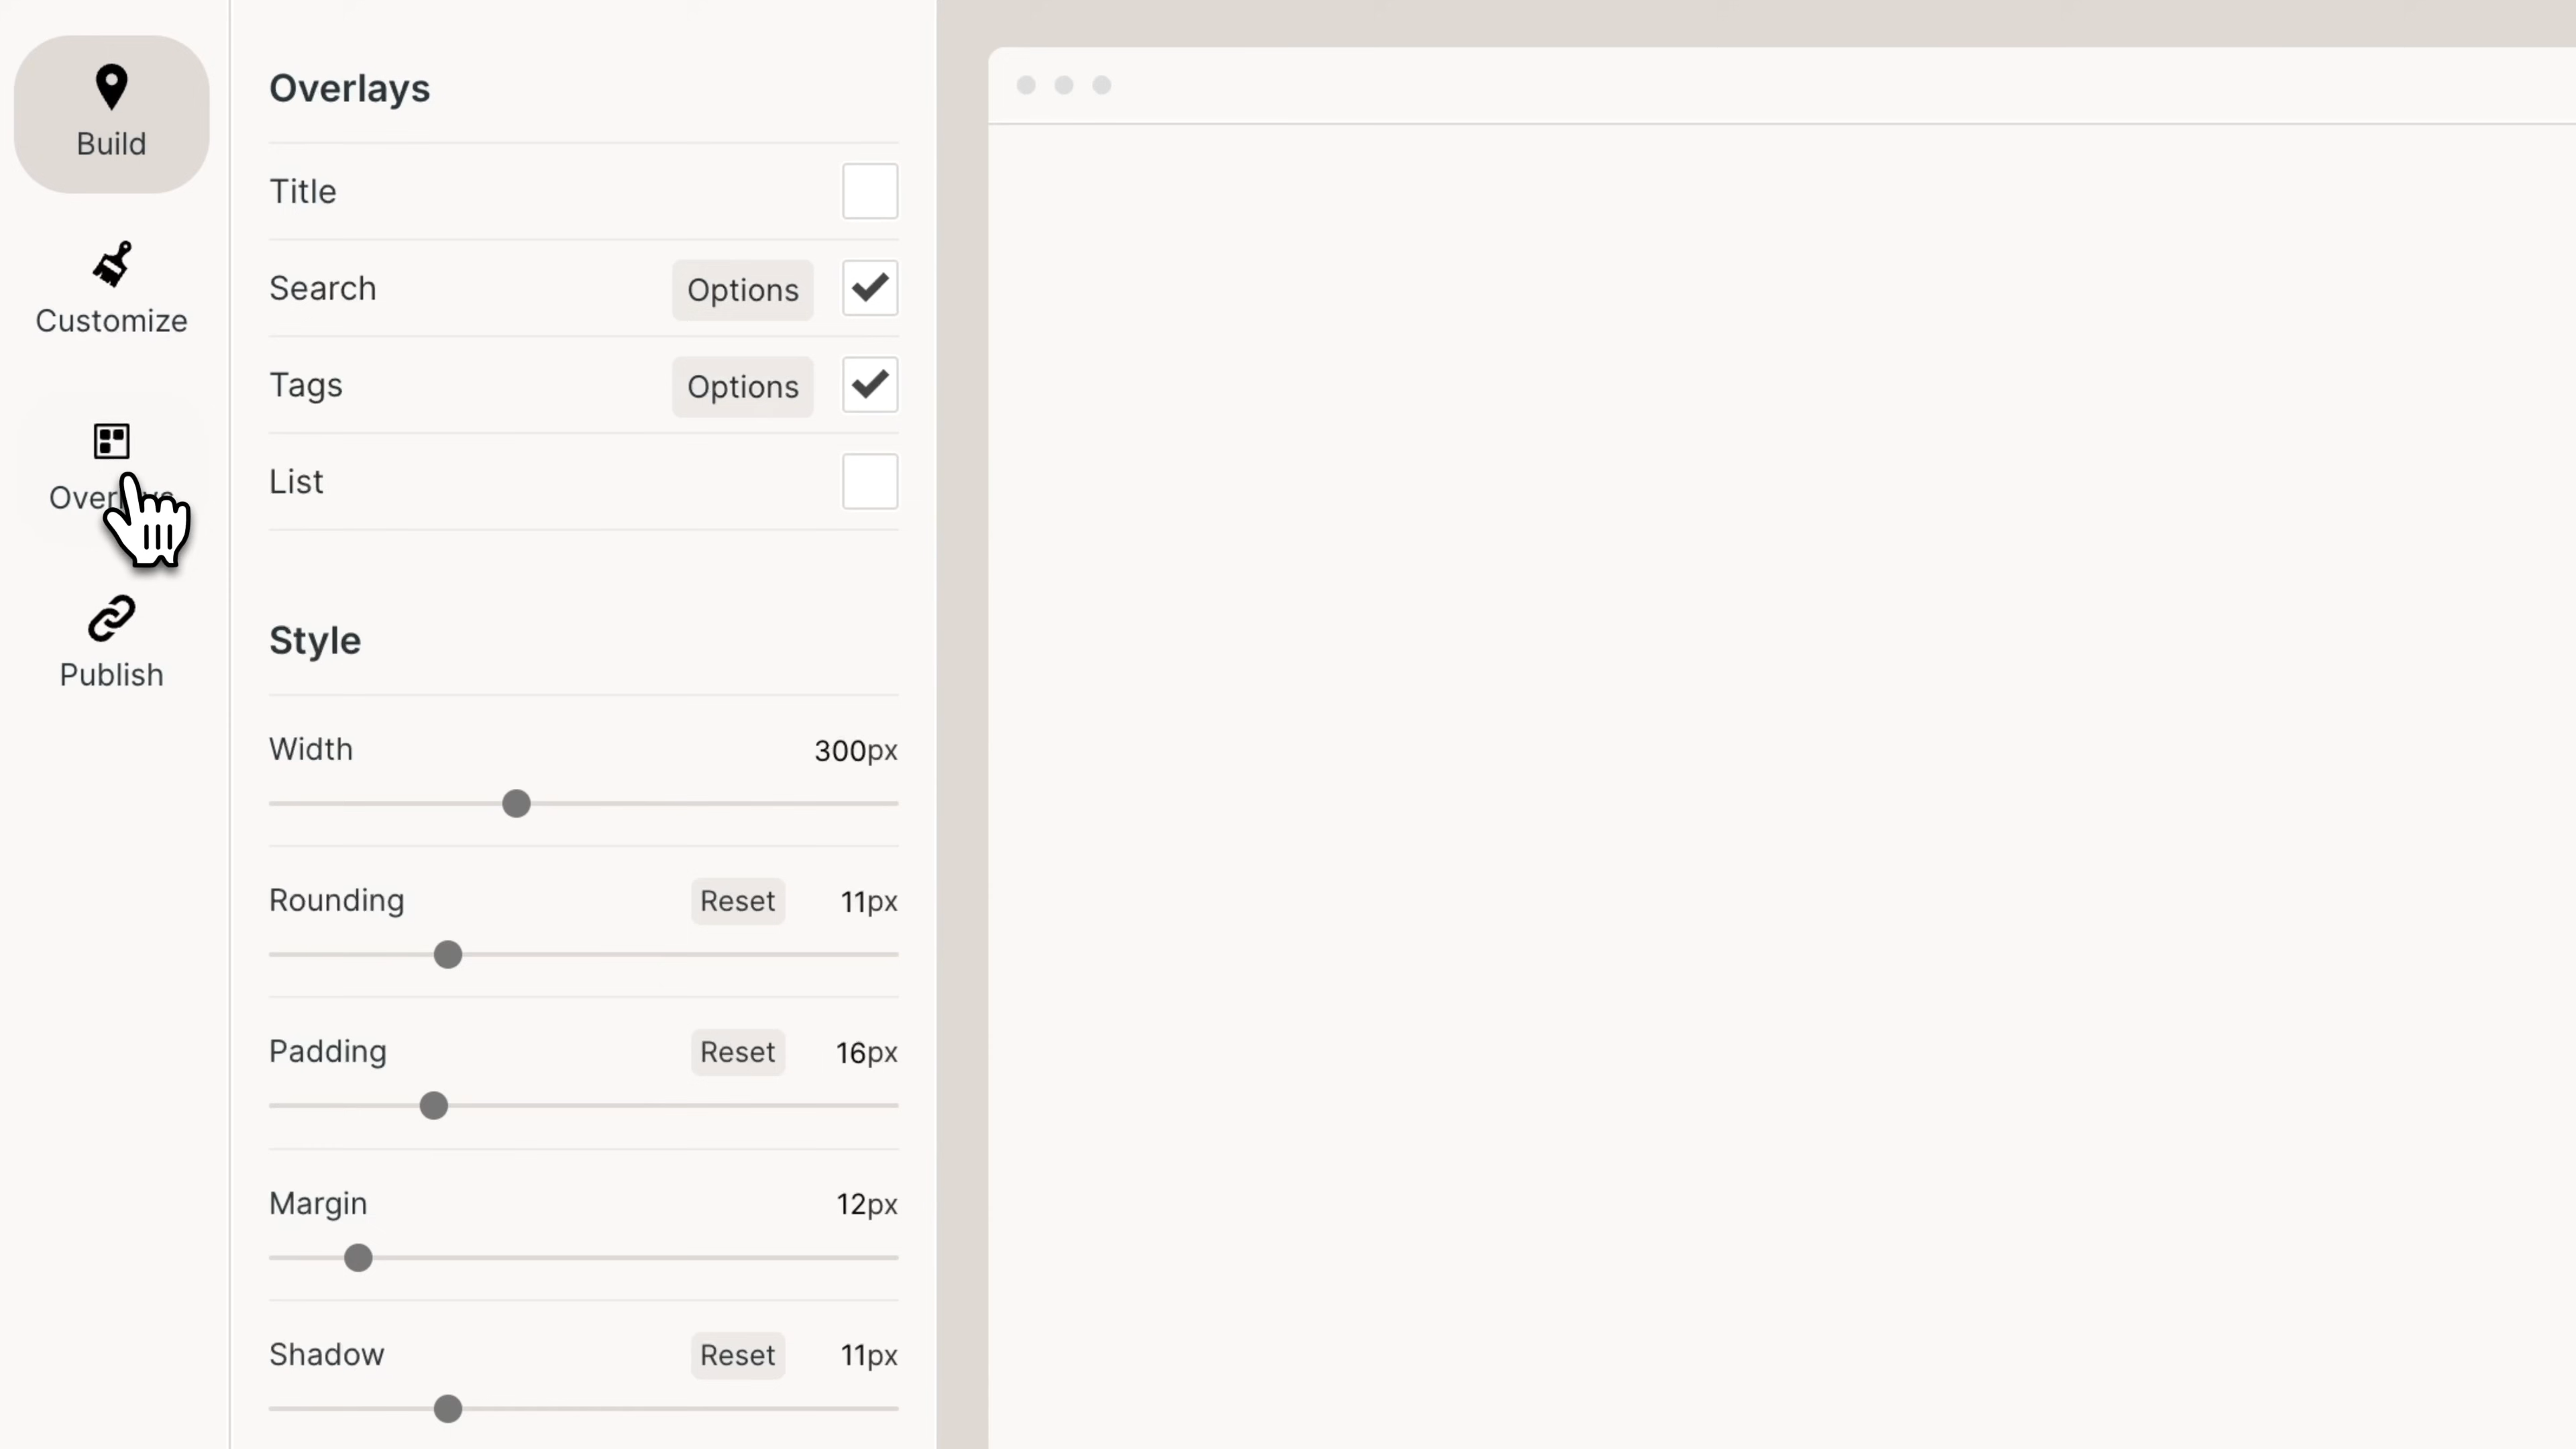 Build
Customize
Publish
Overlays
Title
Search Options
Tags Options
List
Style
Width 300px
Rounding Reset 11px
Padding Reset 16px
Margin 12px
Shadow Reset 11px